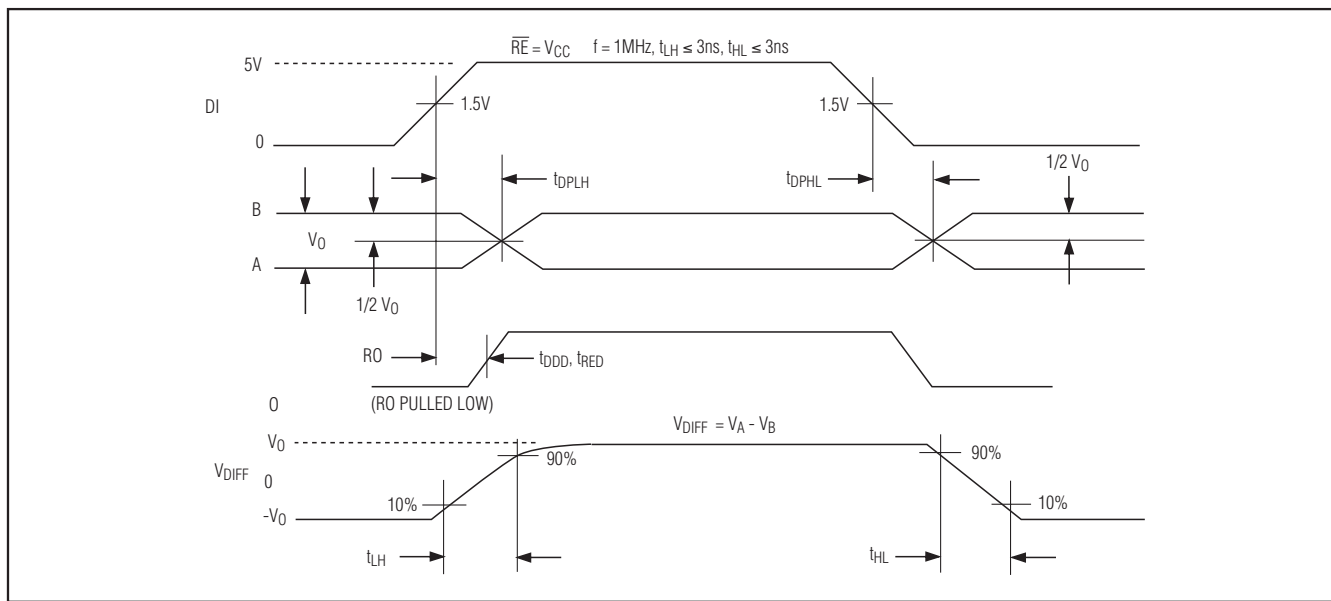 RE = VCC f = 1MHz, tLH ≤ 3ns, tHL ≤ 3ns
5V
DI
1.5V
1.5V
0
1/2 VO
tDPLH
tDPHL
B
VO
A
1/2 VO
RO
tDDD, tRED
O
(RO PULLED LOW)
VDIFF = VA - VB
VO
90%
90%
VDIFF
0
10%
10%
-VO
tLH
tHL